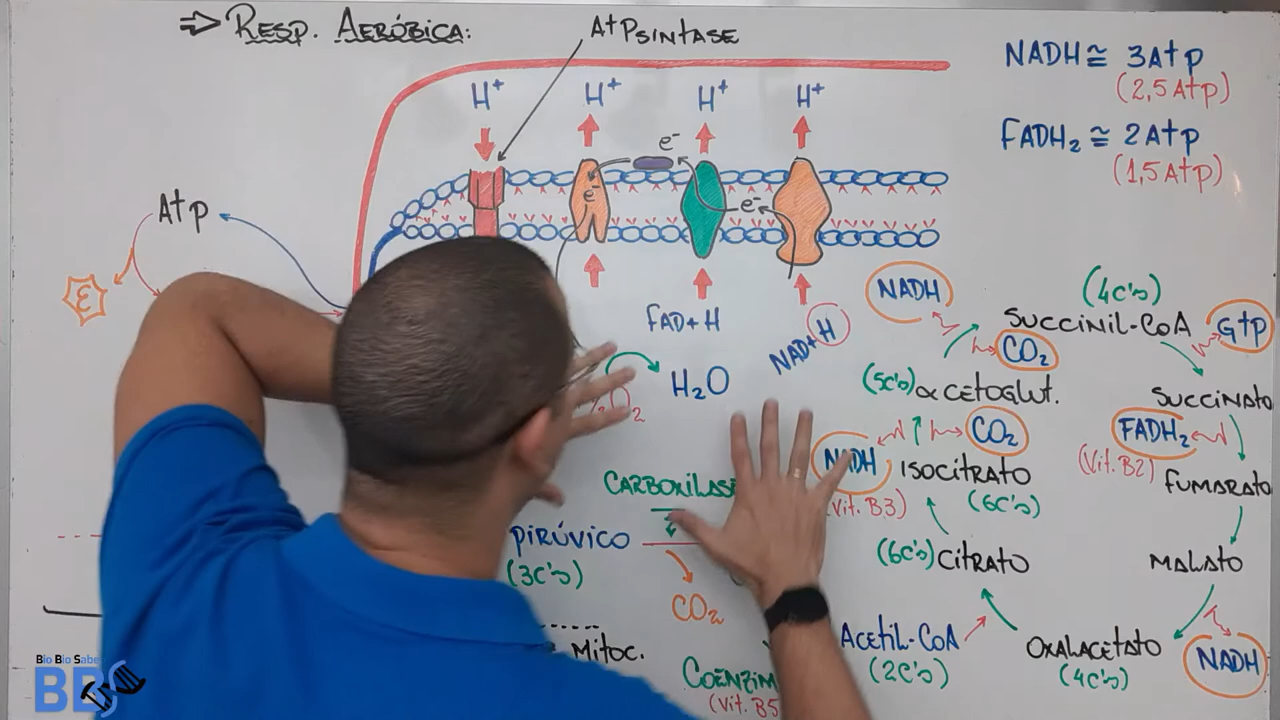 ⇒ RESP. AERÓBICA:
AtPSINTASE
NADH ≅ 3Atp
(2,5 Atp)
FADH₂ ≅ 2Atp
(1,5 Atp)
H⁺ H⁺ H⁺ H⁺
e⁻
e⁻
e⁻
Atp
ε
FAD+H
NAD+H
H₂O
O₂
NADH
(4C's)
SUCCINIL-CoA
GtP
CO₂
(5C's) α CETOGLUT.
SUCCINATO
NADH
CO₂
FADH₂
(Vit. B2)
ISOCITRATO
(6C's)
(Vit. B3)
FUMARATO
CARBOXILASE
PIRÚVICO
(3C's)
CO₂
(6C's) CITRATO
MALATO
ACETIL-CoA
(2C's)
OXALACETATO
(4C's)
NADH
MITOC.
(Vit. B5
Bio Bio Sabe
BBS